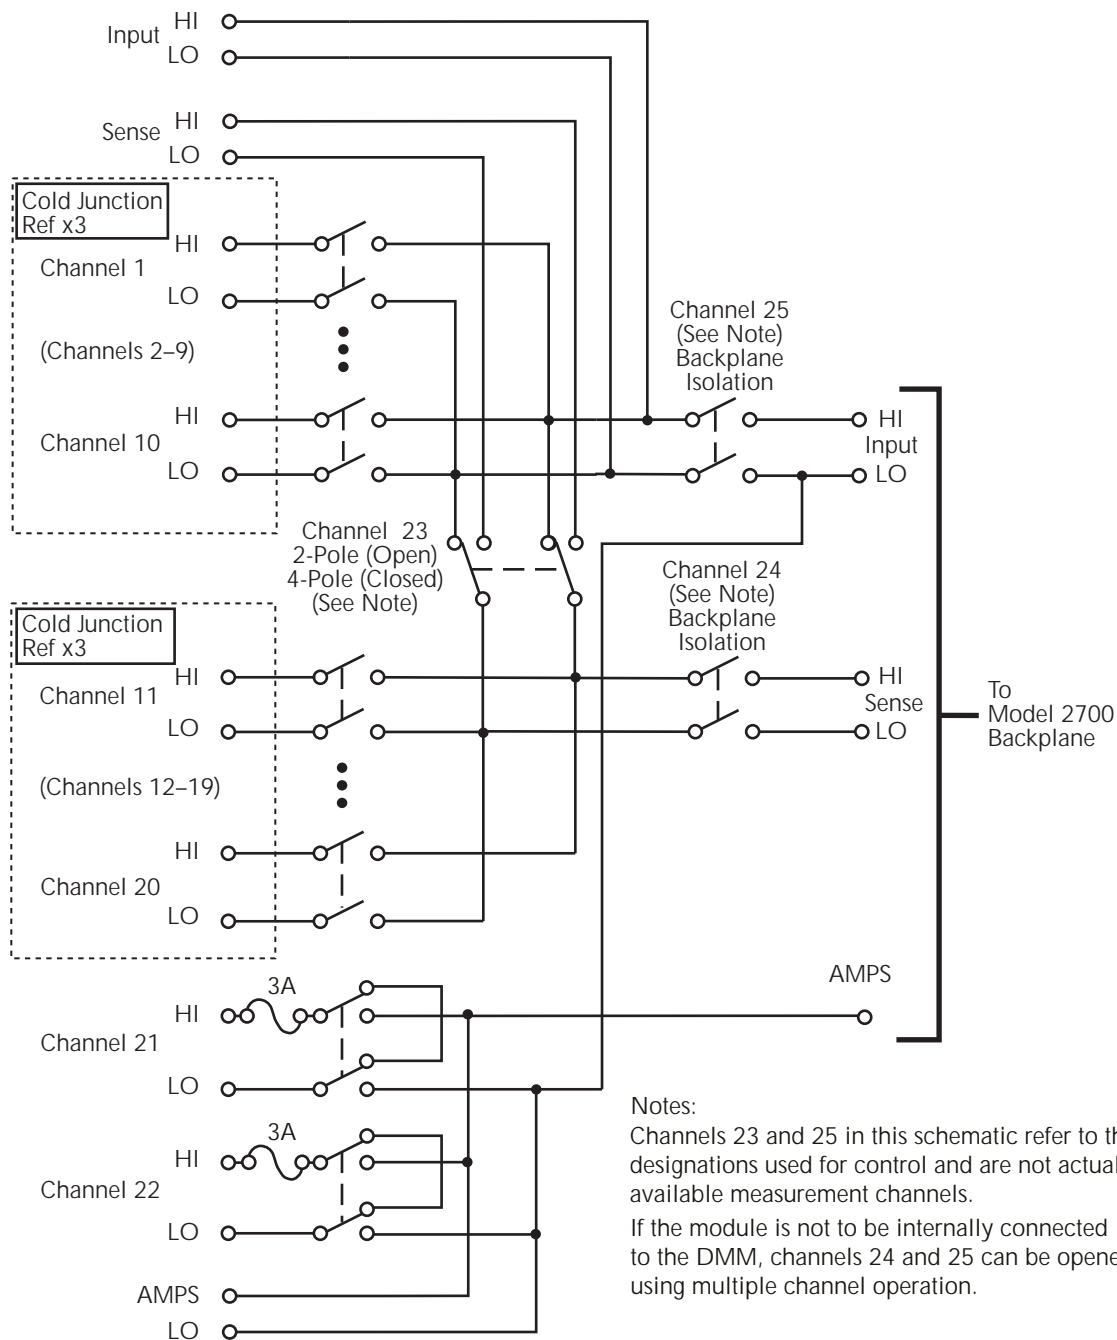 Input HI
LO
Sense HI
LO
Cold Junction
Ref x3
HI
Channel 1
LO
(Channels 2–9)
HI
Channel 10
LO
Channel 25
(See Note)
Backplane
Isolation
HI
Input
LO
Channel 23
2-Pole (Open)
4-Pole (Closed)
(See Note)
Channel 24
(See Note)
Backplane
Isolation
Cold Junction
Ref x3
HI
Channel 11
LO
(Channels 12–19)
HI
Channel 20
LO
HI
Sense
LO
To
Model 2700
Backplane
AMPS
3A
HI
Channel 21
LO
3A
HI
Channel 22
LO
AMPS
LO
Notes:
Channels 23 and 25 in this schematic refer to
designations used for control and are not
available measurement channels.
If the module is not to be internally connected
to the DMM, channels 24 and 25 can be
using multiple channel operation.